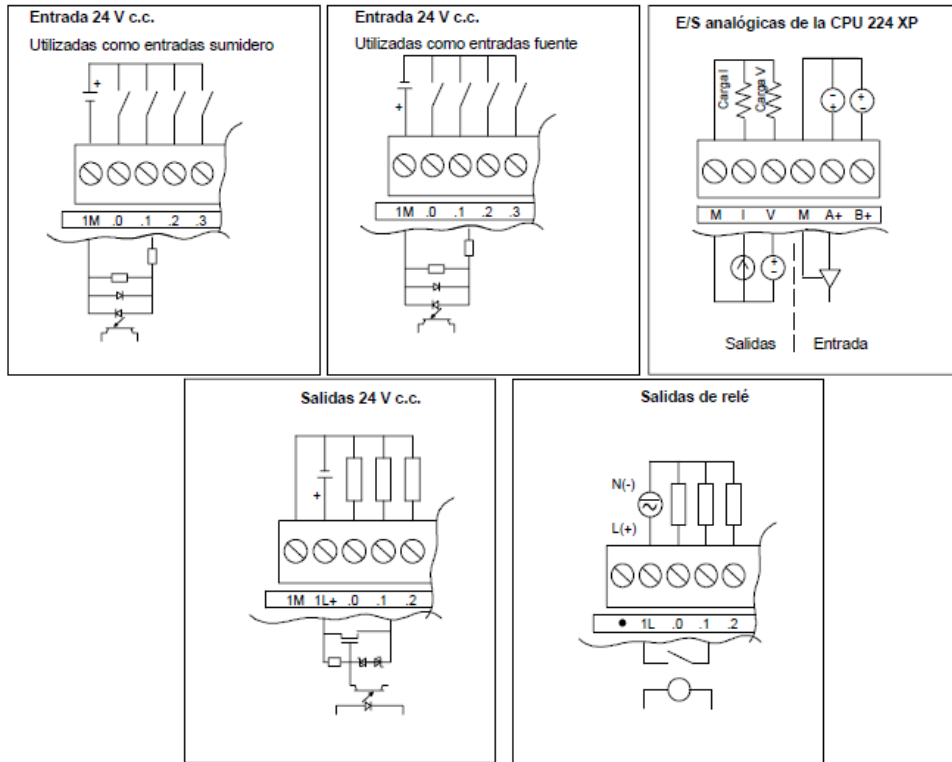 Entrada 24 V c.c.
Utilizadas como entradas sumidero
+
1M .0 .1 .2 .3
Entrada 24 V c.c.
Utilizadas como entradas fuente
+
1M .0 .1 .2 .3
E/S analógicas de la CPU 224 XP
Carga I
Carga V
- +
+ -
M I V M A+ B+
+ -
Salidas
Entrada
Salidas 24 V c.c.
+
1M 1L+ .0 .1 .2
Salidas de relé
N(-)
L(+)
1L .0 .1 .2